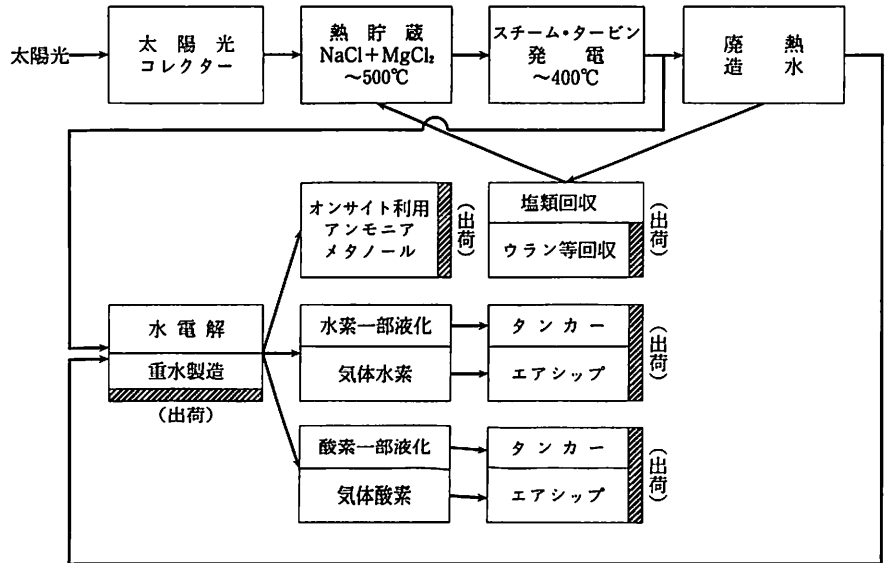 太陽光
太陽光
コレクター
熱貯蔵
NaCl+MgCl₂
～500℃
スチーム・タービン
発電
～400℃
廃熱
造水
オンサイト利用
アンモニア
メタノール
(出荷)
塩類回収
ウラン等回収
(出荷)
水電解
重水製造
(出荷)
水素一部液化
気体水素
タンカー
エアシップ
(出荷)
酸素一部液化
気体酸素
タンカー
エアシップ
(出荷)